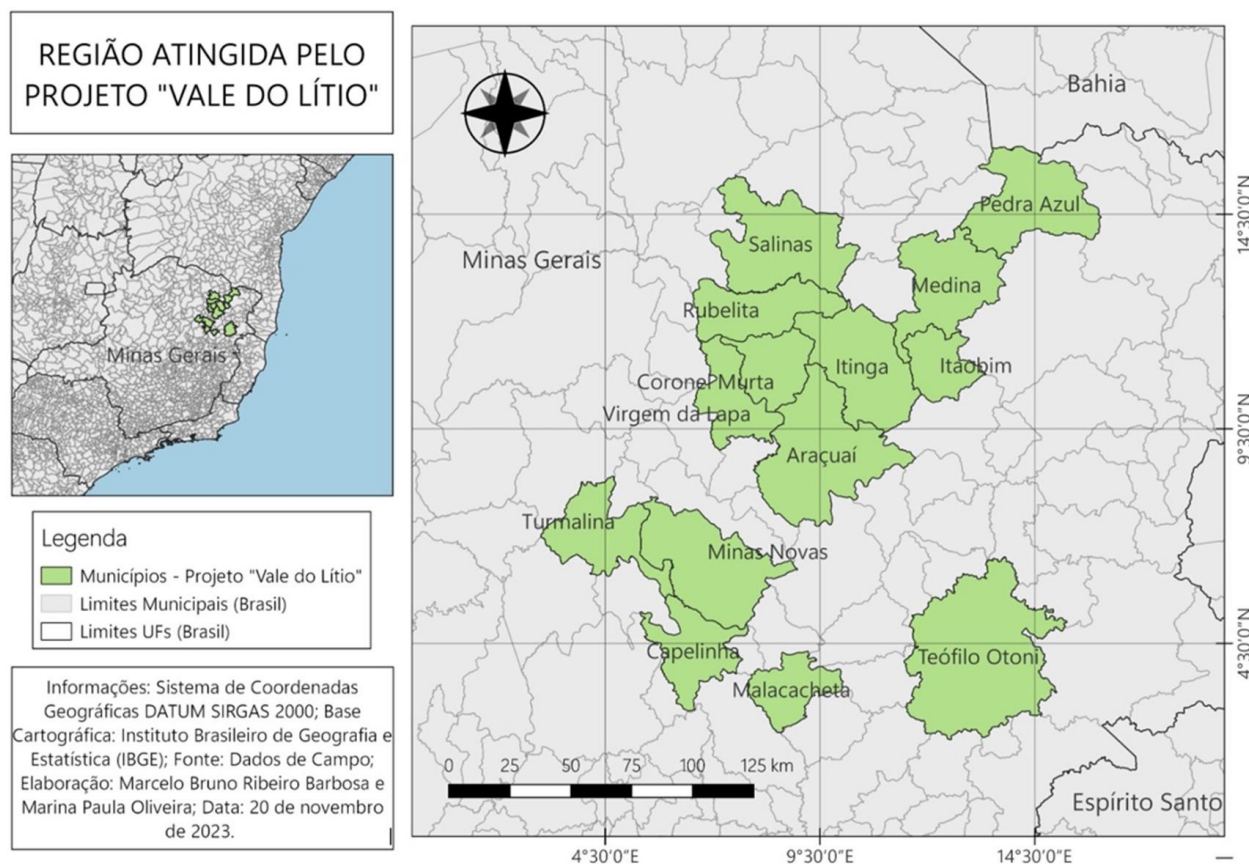 REGIÃO ATINGIDA PELO
PROJETO "VALE DO LÍTIO"
Minas Gerais
Legenda
Municípios - Projeto "Vale do Lítio"
Limites Municipais (Brasil)
Limites UFs (Brasil)
Informações: Sistema de Coordenadas
Geográficas DATUM SIRGAS 2000; Base
Cartográfica: Instituto Brasileiro de Geografia e
Estatística (IBGE); Fonte: Dados de Campo;
Elaboração: Marcelo Bruno Ribeiro Barbosa e
Marina Paula Oliveira; Data: 20 de novembro
de 2023.
Bahia
Pedra Azul
Salinas
Minas Gerais
Medina
Rubelita
Itinga
Itaobim
Coronel Murta
Virgem da Lapa
Araçuaí
Turmalina
Minas Novas
Capelinha
Teófilo Otoni
Malacacheta
0 25 50 75 100 125 km
Espírito Santo
14°30'0"N
9°30'0"N
4°30'0"N
4°30'0"E 9°30'0"E 14°30'0"E